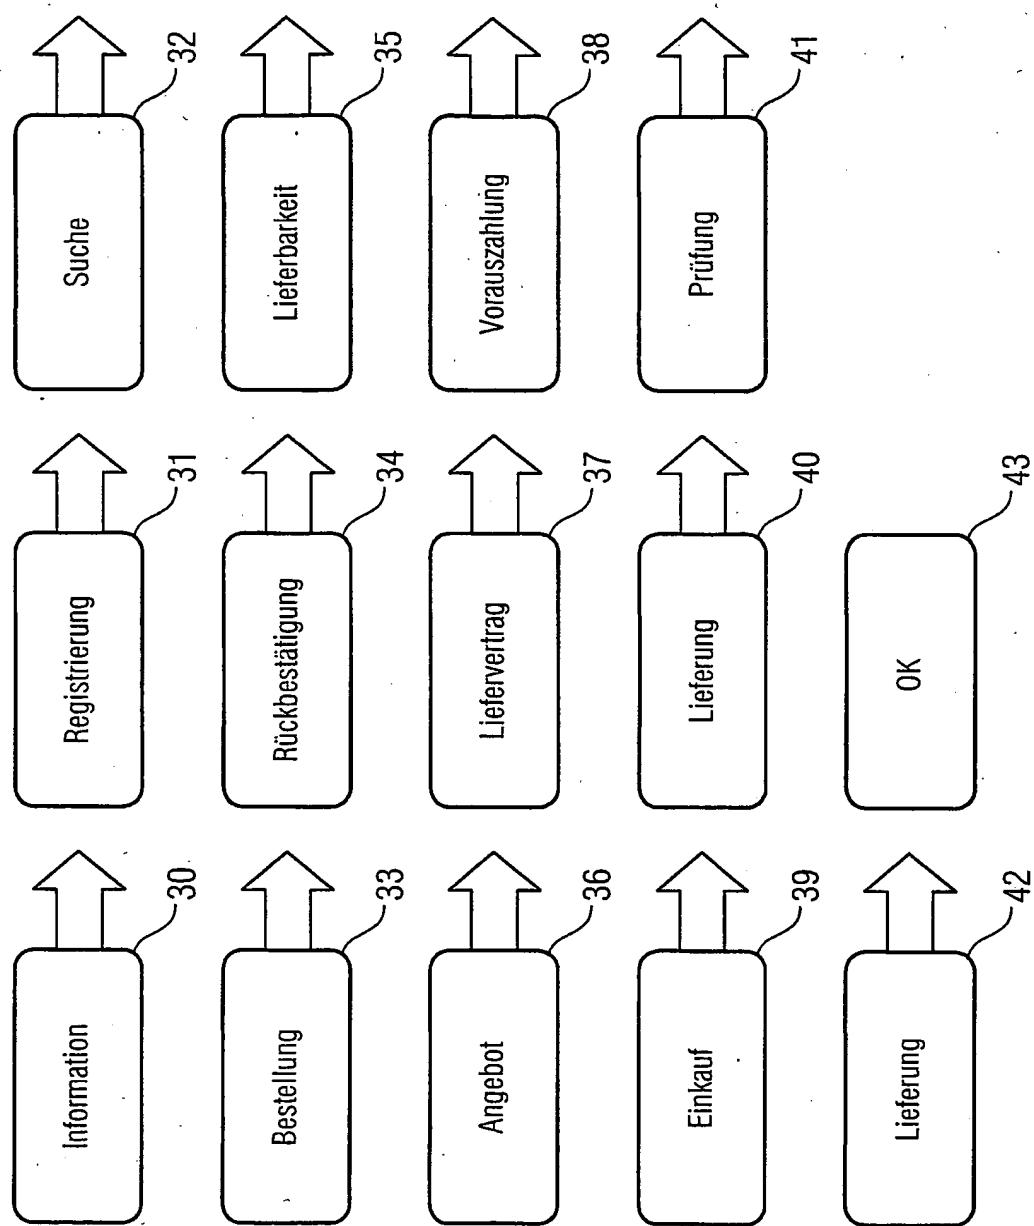 Information
30
Registrierung
31
Suche
32
Bestellung
33
Rückbestätigung
34
Lieferbarkeit
35
Angebot
36
Liefervertrag
37
Vorauszahlung
38
Einkauf
39
Lieferung
40
Prüfung
41
Lieferung
42
OK
43